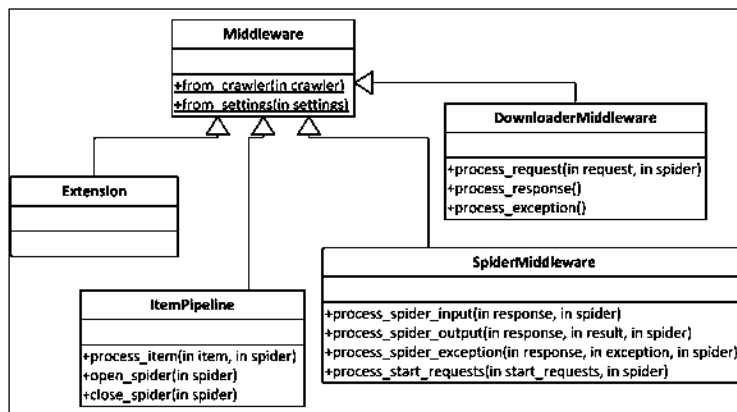 Middleware
+from_crawler(in crawler)
+from_settings(in settings)
DownloaderMiddleware
+process_request(in request, in spider)
+process_response()
+process_exception()
Extension
SpiderMiddleware
+process_spider_input(in response, in spider)
+process_spider_output(in response, in result, in spider)
+process_spider_exception(in response, in exception, in spider)
+process_start_requests(in start_requests, in spider)
ItemPipeline
+process_item(in item, in spider)
+open_spider(in spider)
+close_spider(in spider)